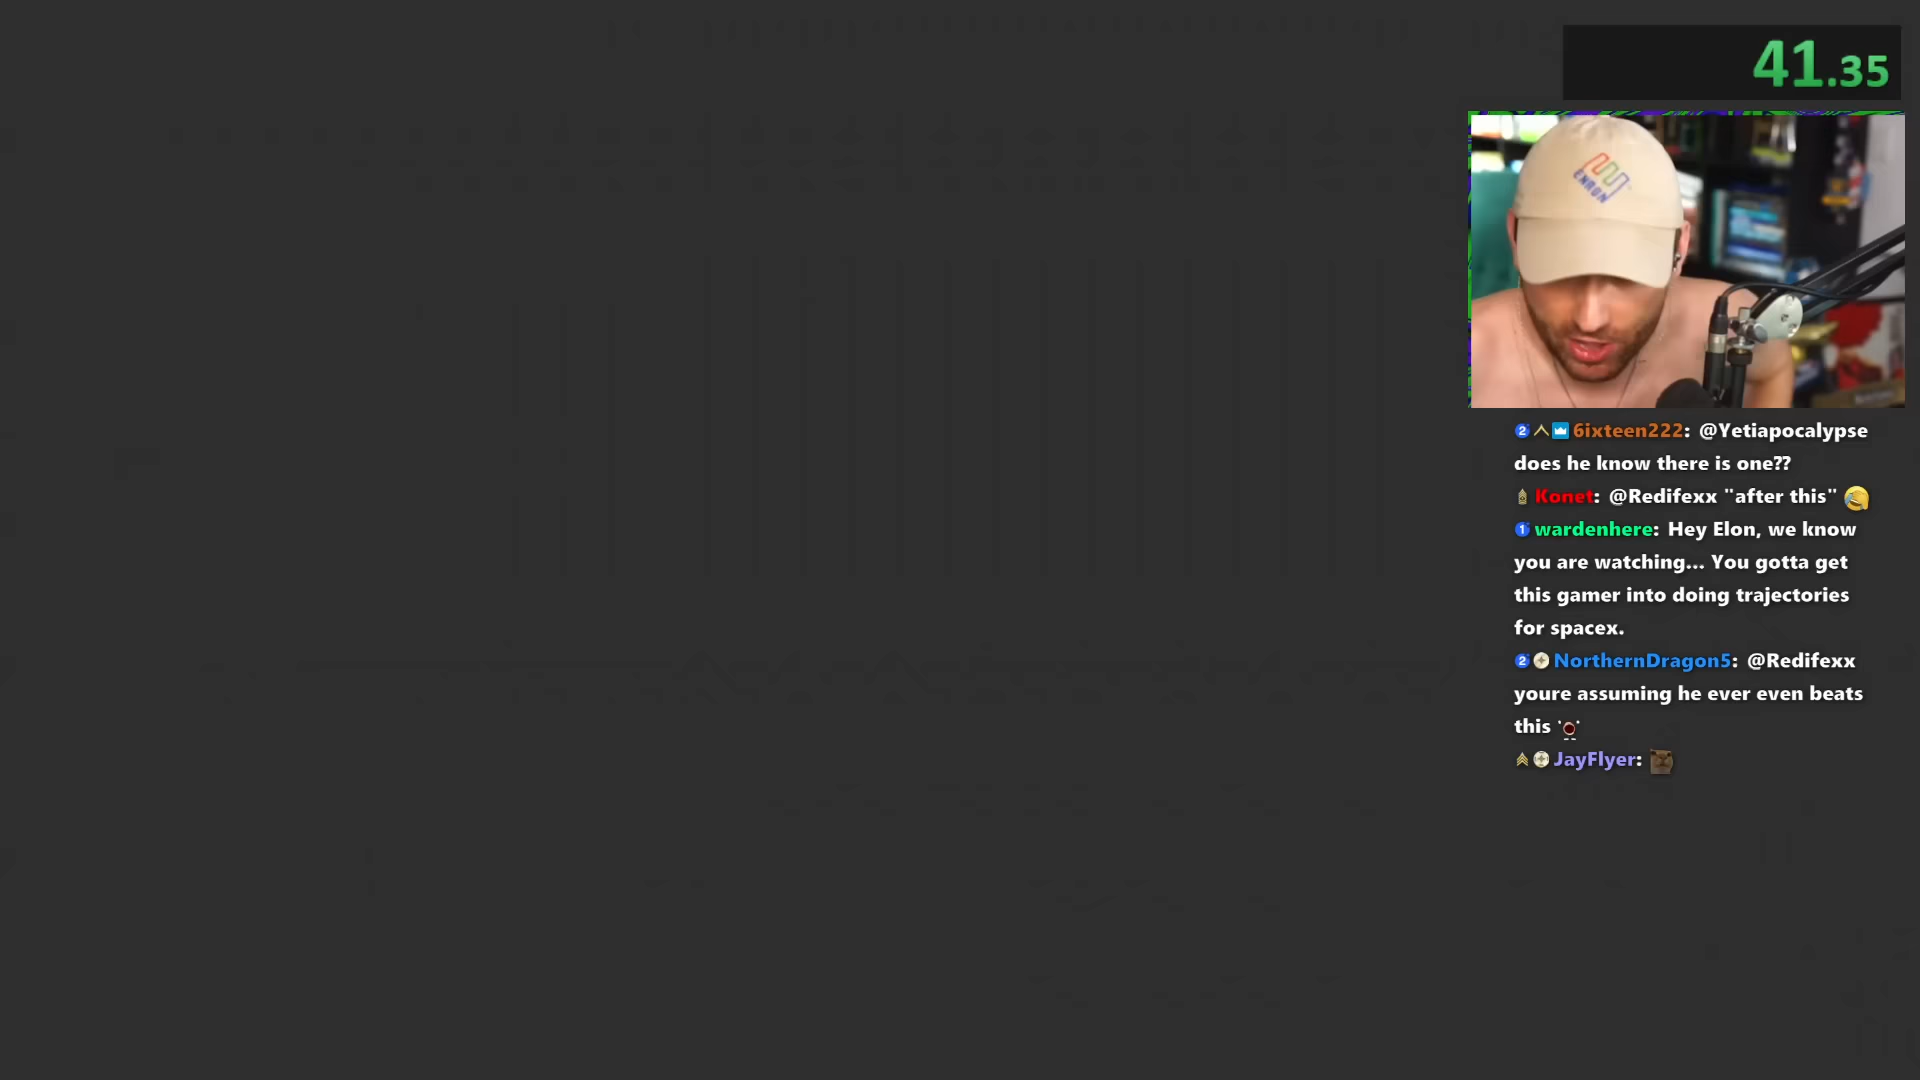 41.35
ENRON
6ixteen222: @Yetiapocalypse
does he know there is one??
Konet: @Redifexx "after this"
wardenhere: Hey Elon, we know
you are watching... You gotta get
this gamer into doing trajectories
for spacex.
NorthernDragon5: @Redifexx
youre assuming he ever even beats
this
JayFlyer: